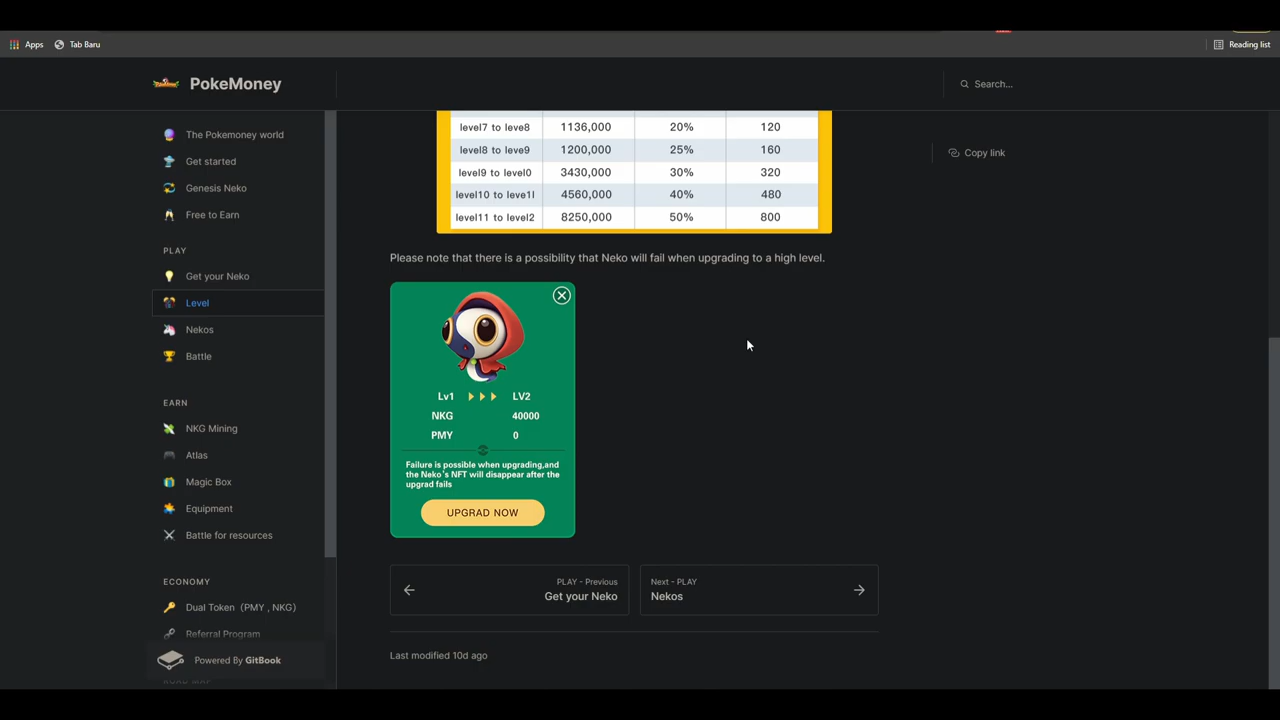 Apps
Tab Baru
Reading list
PokeMoney
Search...
The Pokemoney world
Get started
Genesis Neko
Free to Earn
PLAY
Get your Neko
Level
Nekos
Battle
EARN
NKG Mining
Atlas
Magic Box
Equipment
Battle for resources
ECONOMY
Dual Token（PMY , NKG）
Referral Program
Powered By GitBook
level7 to leve8 1136,000 20% 120
level8 to leve9 1200,000 25% 160
level9 to level0 3430,000 30% 320
level10 to leve1l 4560,000 40% 480
level11 to level2 8250,000 50% 800
Please note that there is a possibility that Neko will fail when upgrading to a high level.
Lv1 LV2
NKG 40000
PMY 0
Failure is possible when upgrading,and
the Neko's NFT will disappear after the
upgrad fails
UPGRAD NOW
PLAY - Previous
Get your Neko
Next - PLAY
Nekos
Last modified 10d ago
Copy link